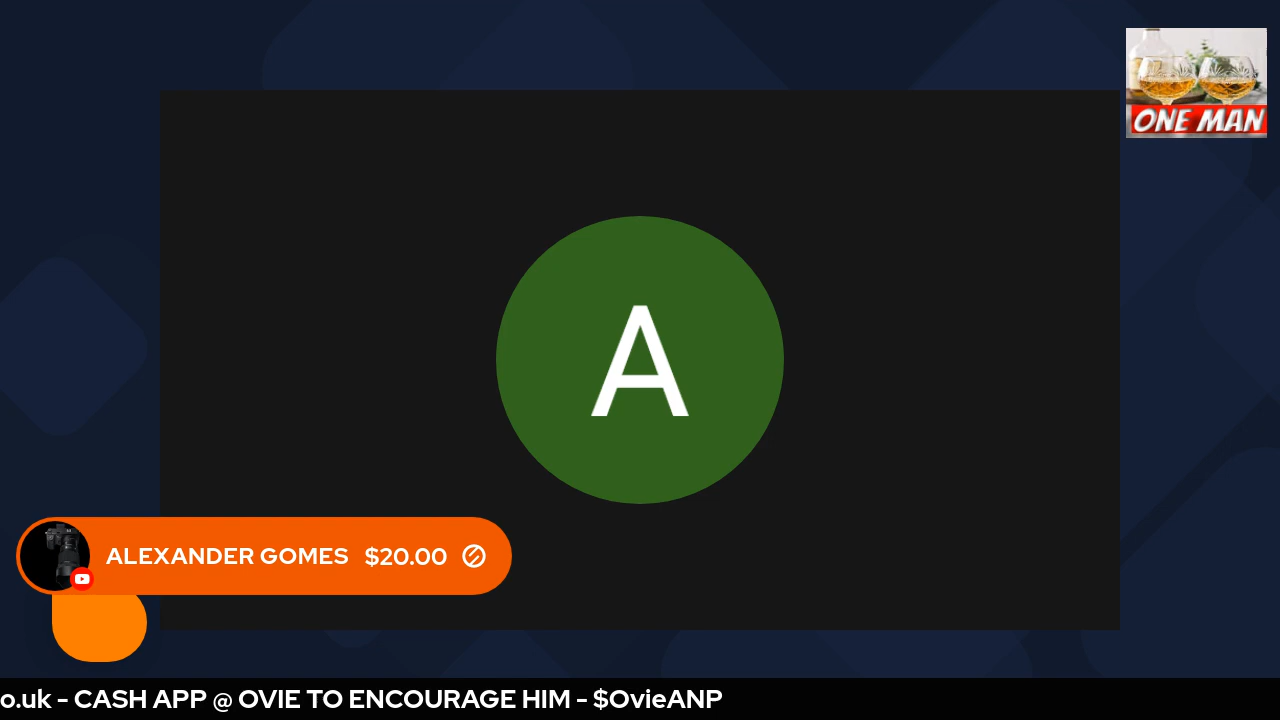 ONE MAN
A
ALEXANDER GOMES $20.00
o.uk - CASH APP @ OVIE TO ENCOURAGE HIM - $OvieANP